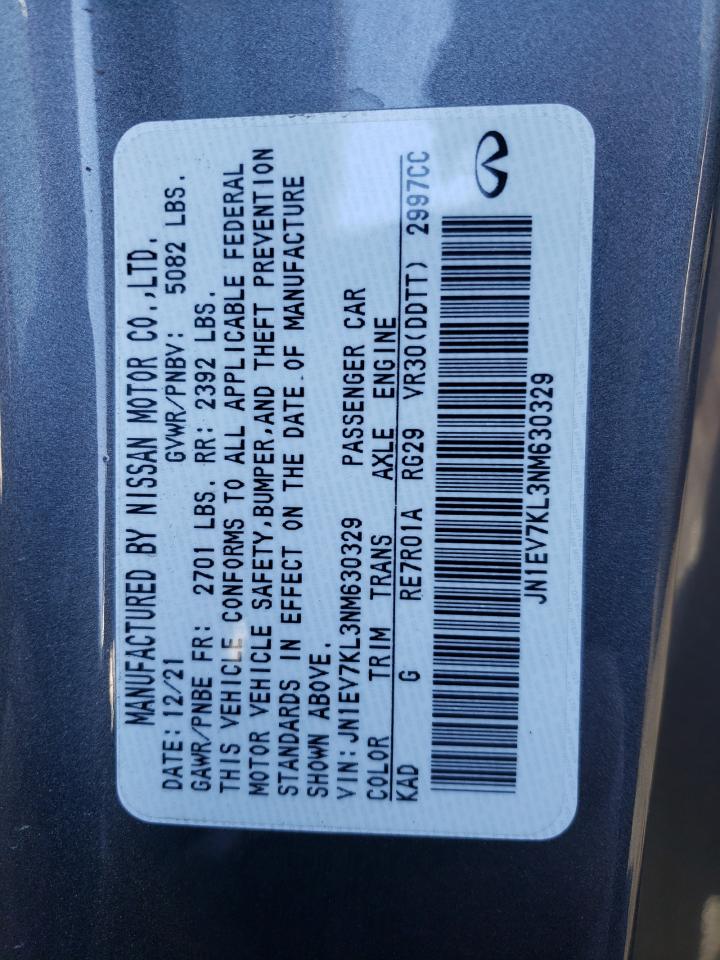 MANUFACTURED BY NISSAN MOTOR CO.,LTD.
DATE: 12/21 GVWR/PNBV: 5082 LBS.
GAWR/PNBE FR: 2701 LBS. RR: 2392 LBS.
THIS VEHICLE CONFORMS TO ALL APPLICABLE FEDERAL
MOTOR VEHICLE SAFETY,BUMPER,AND THEFT PREVENTION
STANDARDS IN EFFECT ON THE DATE OF MANUFACTURE
SHOWN ABOVE.
VIN: JN1EV7KL3NM630329 PASSENGER CAR
COLOR TRIM TRANS AXLE ENGINE
KAD G RE7R01A RG29 VR30(DDTT) 2997CC
JN1EV7KL3NM630329